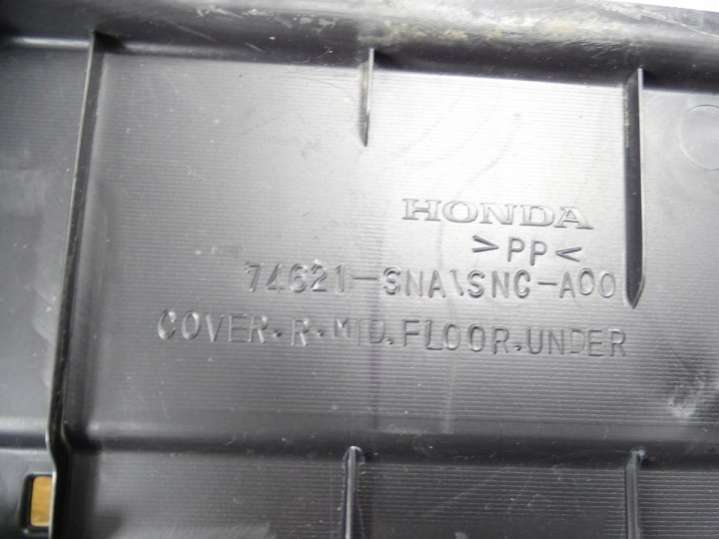 HONDA
>PP<
74621-SNA\SNC-A00
COVER.R.MID.FLOOR.UNDER